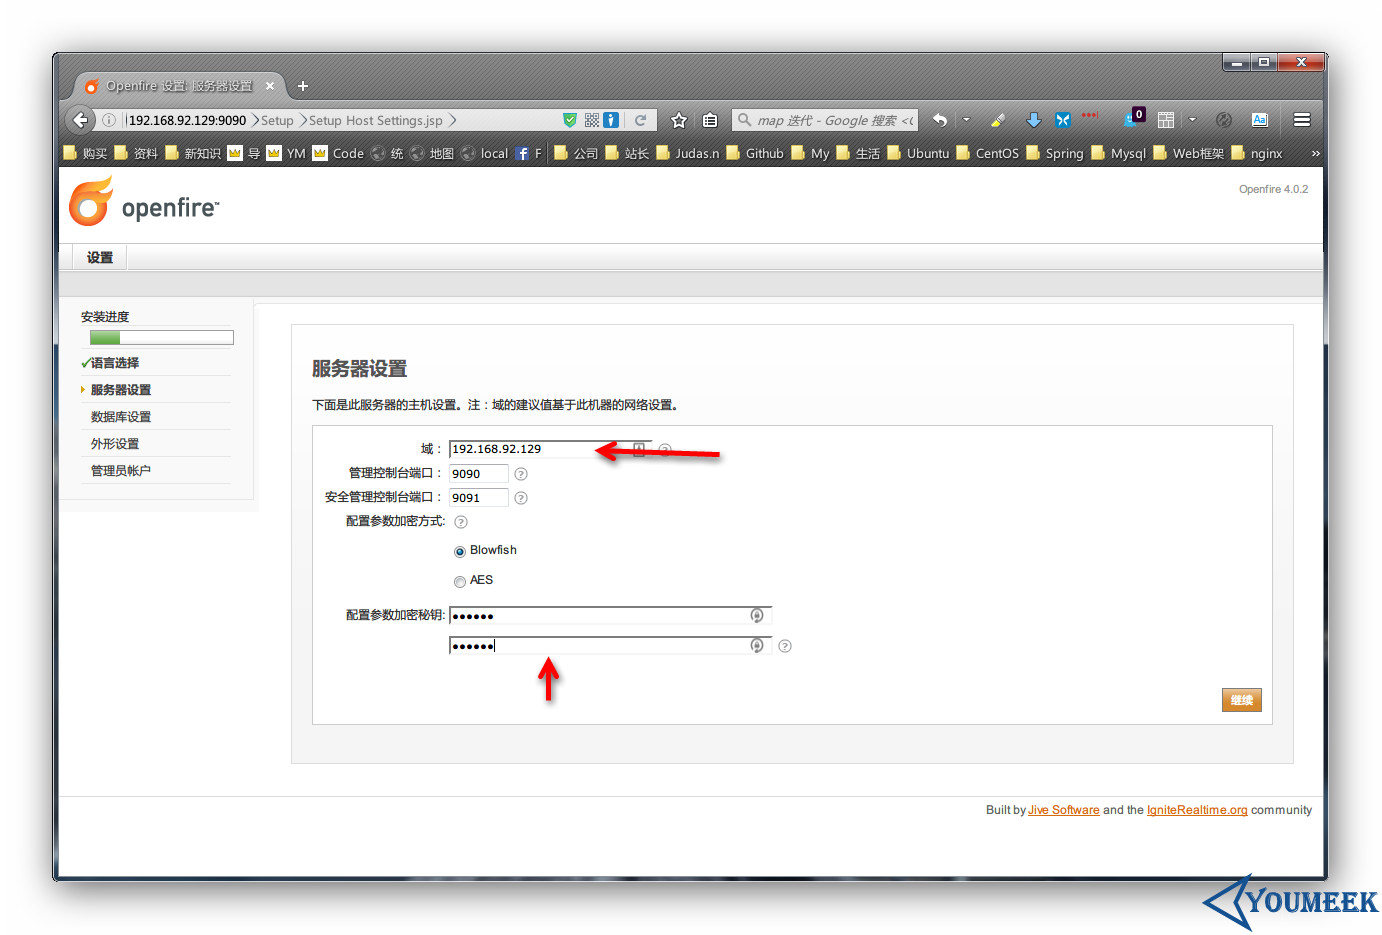 Openfire 设置: 服务器设置
192.168.92.129:9090 Setup Setup Host Settings.jsp
map 迭代 - Google 搜索
0
Aa
购买 资料 新知识 导 YM Code 统 地图 local F 公司 站长 Judas.n Github My 生活 Ubuntu CentOS Spring Mysql Web框架 nginx »
openfire™
Openfire 4.0.2
设置
安装进度
✓语言选择
服务器设置
数据库设置
外形设置
管理员帐户
服务器设置
下面是此服务器的主机设置。注：域的建议值基于此机器的网络设置。
域： 192.168.92.129
管理控制台端口： 9090
安全管理控制台端口： 9091
配置参数加密方式:
Blowfish
AES
配置参数加密秘钥: ●●●●●●
●●●●●●
继续
Built by Jive Software and the IgniteRealtime.org community
YOUMEEK